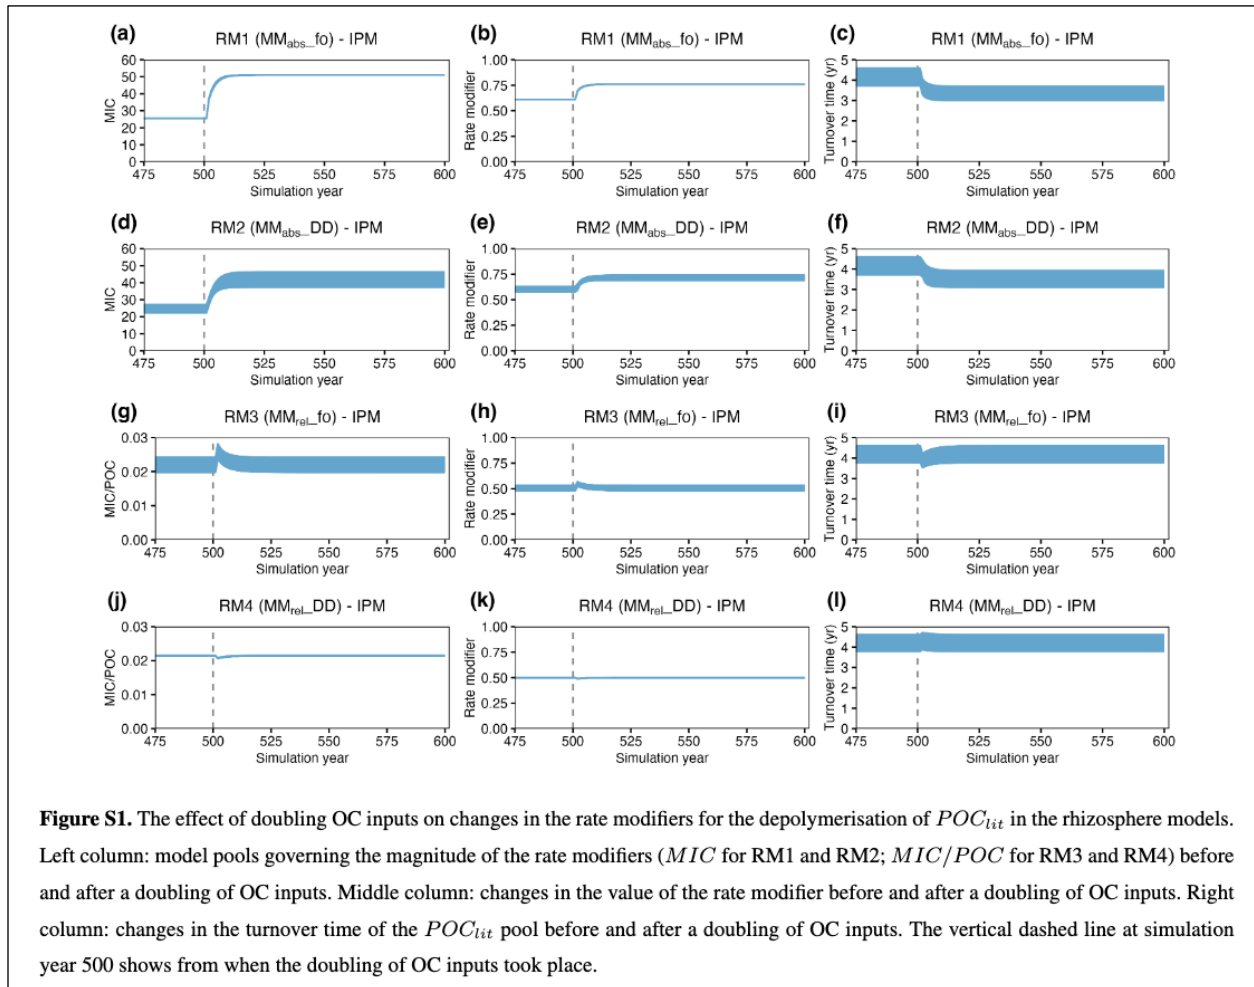 (a) RM1 (MMabs_fo) - IPM
60
50
40
30
20
10
0
MIC
475 500 525 550 575 600
Simulation year
(b) RM1 (MMabs_fo) - IPM
1.00
0.75
0.50
0.25
0.00
Rate modifier
475 500 525 550 575 600
Simulation year
(c) RM1 (MMabs_fo) - IPM
5
4
3
2
1
0
Turnover time (yr)
475 500 525 550 575 600
Simulation year
(d) RM2 (MMabs_DD) - IPM
60
50
40
30
20
10
0
MIC
475 500 525 550 575 600
Simulation year
(e) RM2 (MMabs_DD) - IPM
1.00
0.75
0.50
0.25
0.00
Rate modifier
475 500 525 550 575 600
Simulation year
(f) RM2 (MMabs_DD) - IPM
5
4
3
2
1
0
Turnover time (yr)
475 500 525 550 575 600
Simulation year
(g) RM3 (MMrel_fo) - IPM
0.03
0.02
0.01
0.00
MIC/POC
475 500 525 550 575 600
Simulation year
(h) RM3 (MMrel_fo) - IPM
1.00
0.75
0.50
0.25
0.00
Rate modifier
475 500 525 550 575 600
Simulation year
(i) RM3 (MMrel_fo) - IPM
5
4
3
2
1
0
Turnover time (yr)
475 500 525 550 575 600
Simulation year
(j) RM4 (MMrel_DD) - IPM
0.03
0.02
0.01
0.00
MIC/POC
475 500 525 550 575 600
Simulation year
(k) RM4 (MMrel_DD) - IPM
1.00
0.75
0.50
0.25
0.00
Rate modifier
475 500 525 550 575 600
Simulation year
(l) RM4 (MMrel_DD) - IPM
5
4
3
2
1
0
Turnover time (yr)
475 500 525 550 575 600
Simulation year
Figure S1. The effect of doubling OC inputs on changes in the rate modifiers for the depolymerisation of POClit in the rhizosphere models.
Left column: model pools governing the magnitude of the rate modifiers (MIC for RM1 and RM2; MIC/POC for RM3 and RM4) before
and after a doubling of OC inputs. Middle column: changes in the value of the rate modifier before and after a doubling of OC inputs. Right
column: changes in the turnover time of the POClit pool before and after a doubling of OC inputs. The vertical dashed line at simulation
year 500 shows from when the doubling of OC inputs took place.